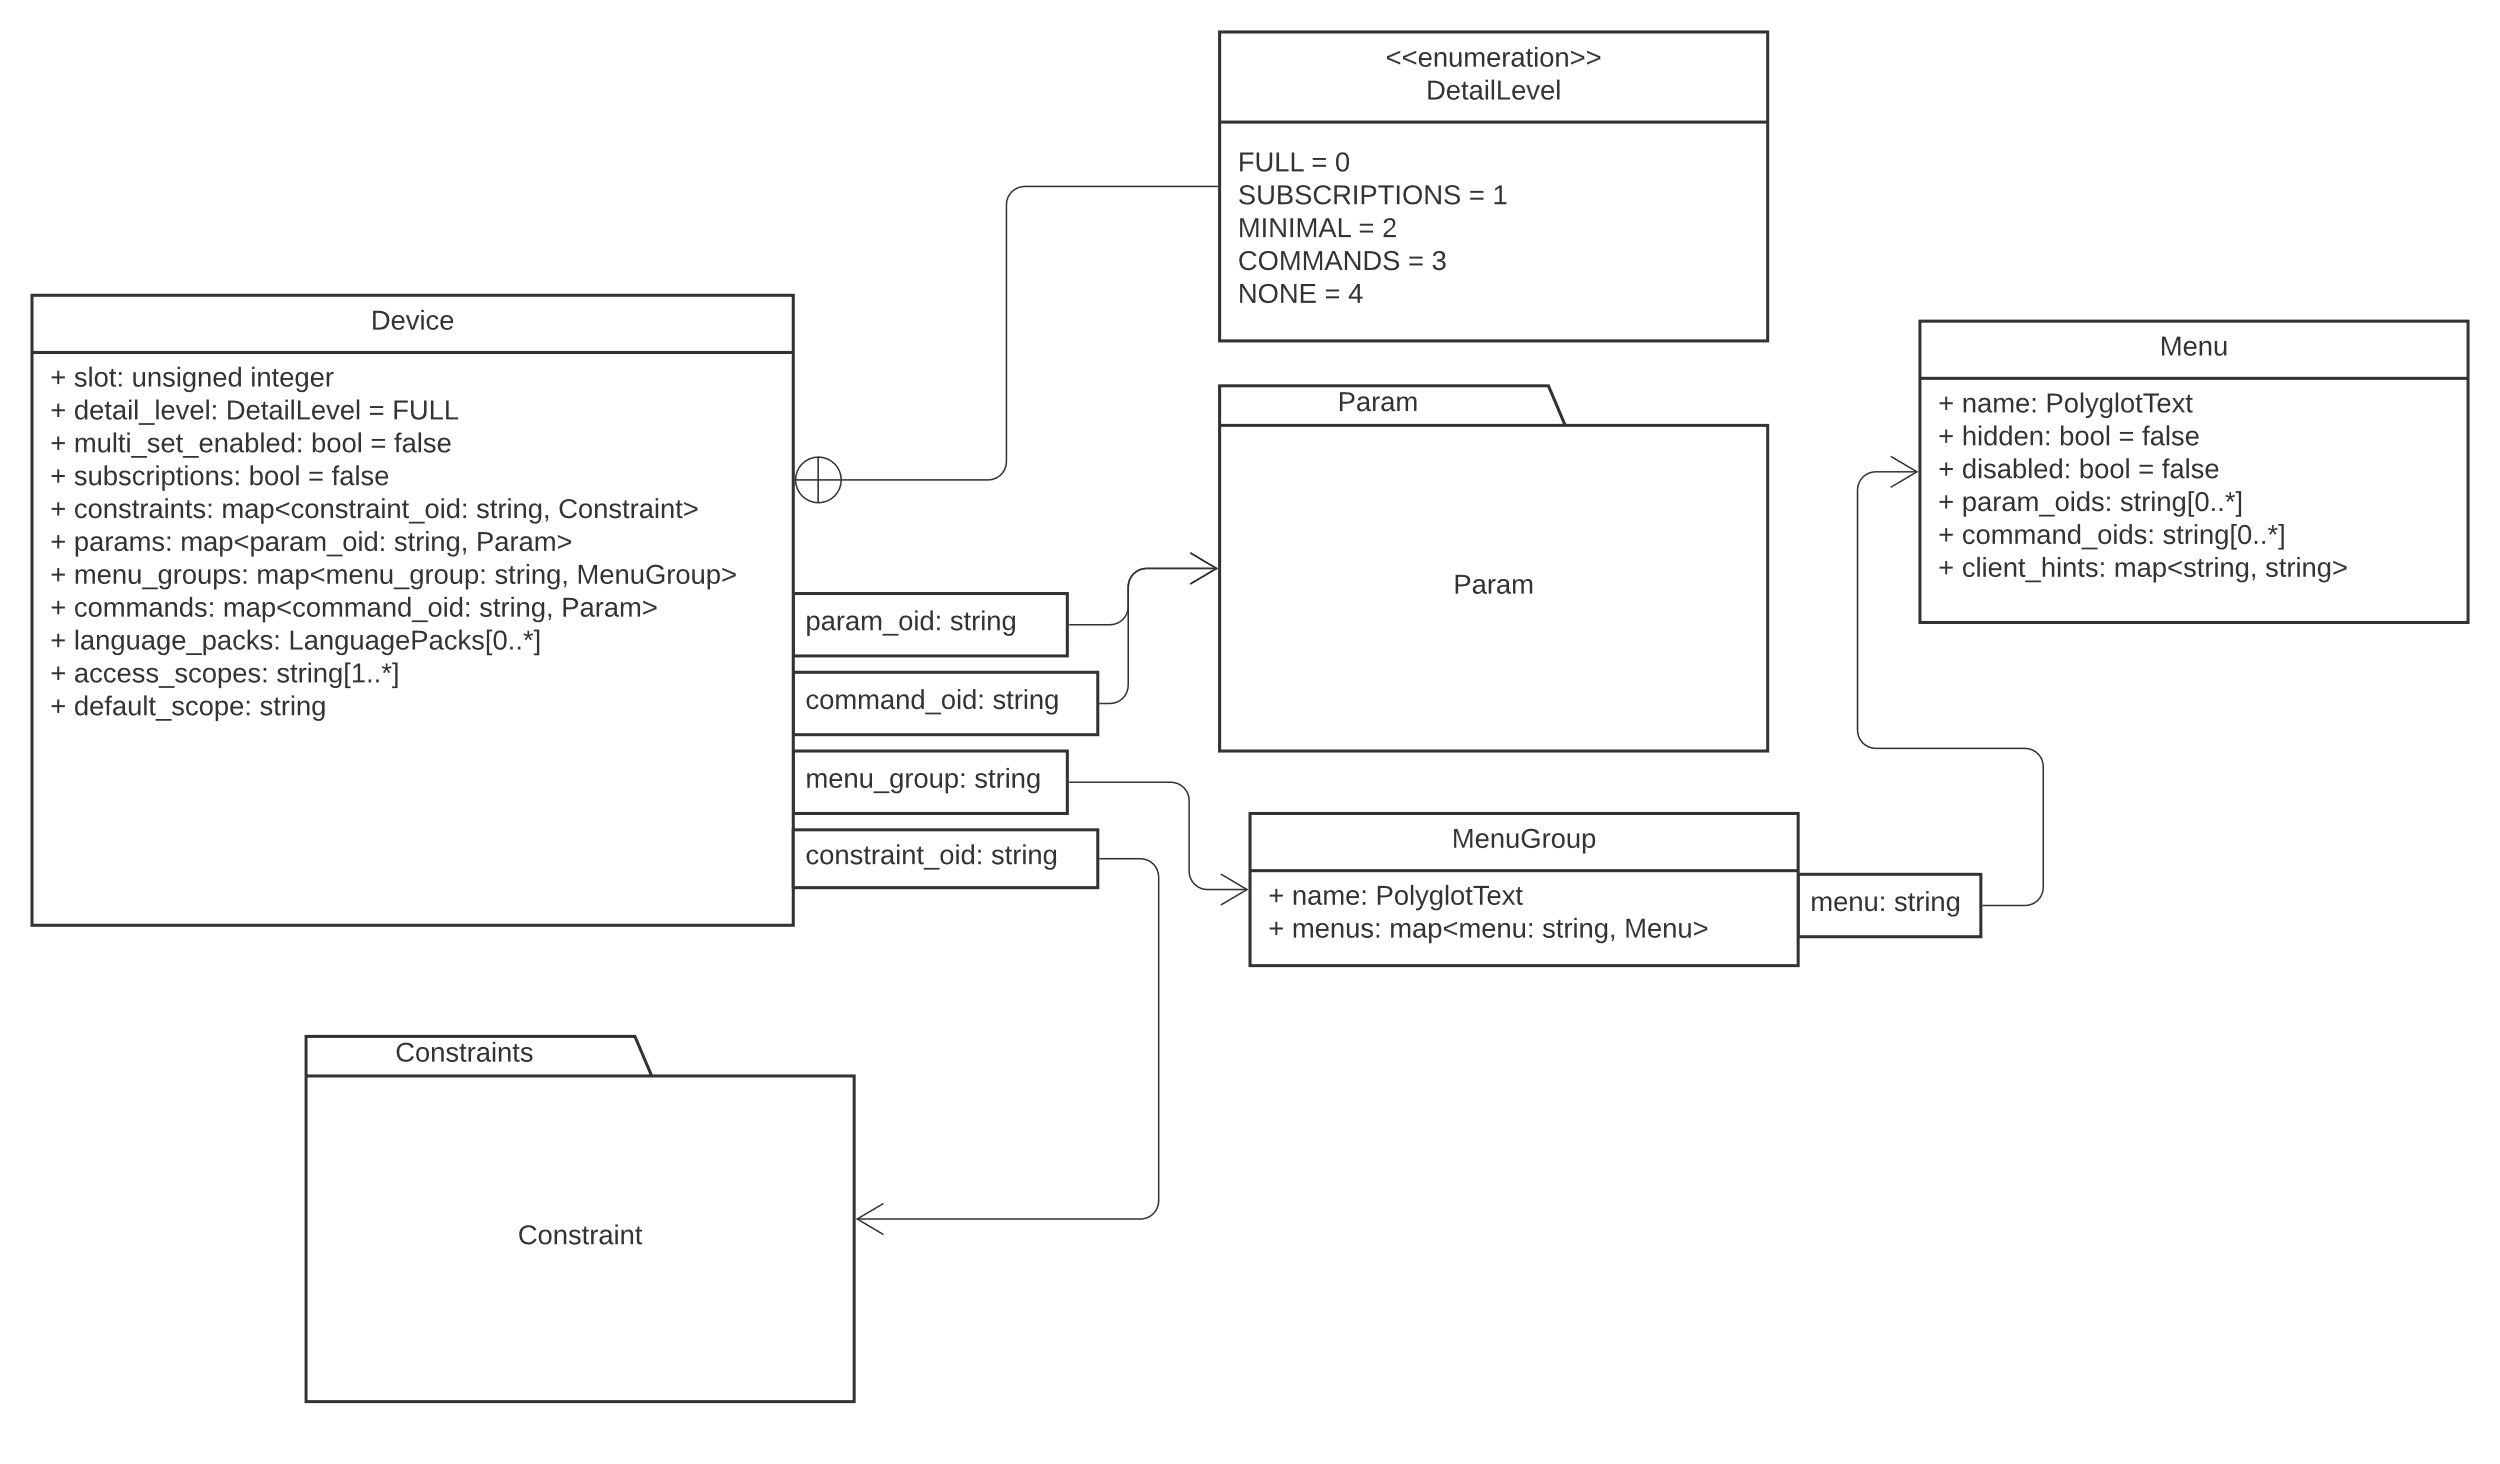 <<enumeration>>
DetailLevel
FULL = 0
SUBSCRIPTIONS = 1
MINIMAL = 2
COMMANDS = 3
NONE = 4
Device
+ slot: unsigned integer
+ detail_level: DetailLevel = FULL
+ multi_set_enabled: bool = false
+ subscriptions: bool = false
+ constraints: map<constraint_oid: string, Constraint>
+ params: map<param_oid: string, Param>
+ menu_groups: map<menu_group: string, MenuGroup>
+ commands: map<command_oid: string, Param>
+ language_packs: LanguagePacks[0..*]
+ access_scopes: string[1..*]
+ default_scope: string
param_oid: string
command_oid: string
menu_group: string
constraint_oid: string
Param
Param
Menu
+ name: PolyglotText
+ hidden: bool = false
+ disabled: bool = false
+ param_oids: string[0..*]
+ command_oids: string[0..*]
+ client_hints: map<string, string>
MenuGroup
+ name: PolyglotText
+ menus: map<menu: string, Menu>
menu: string
Constraints
Constraint